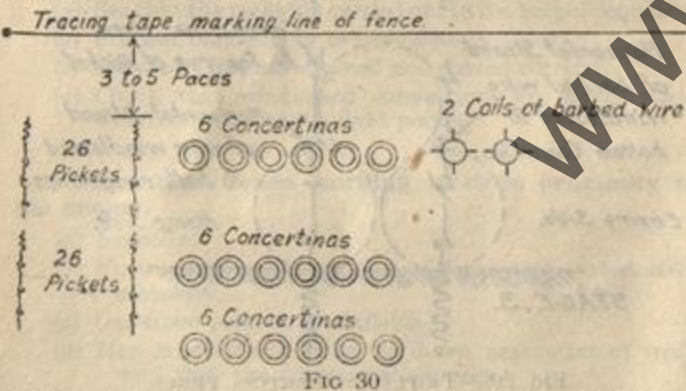 Tracing tape marking line of fence.
3 to 5 Paces
6 Concertinas
2 Coils of barbed wire
26
Pickets
6 Concertinas
26
Pickets
6 Concertinas
FIG 30